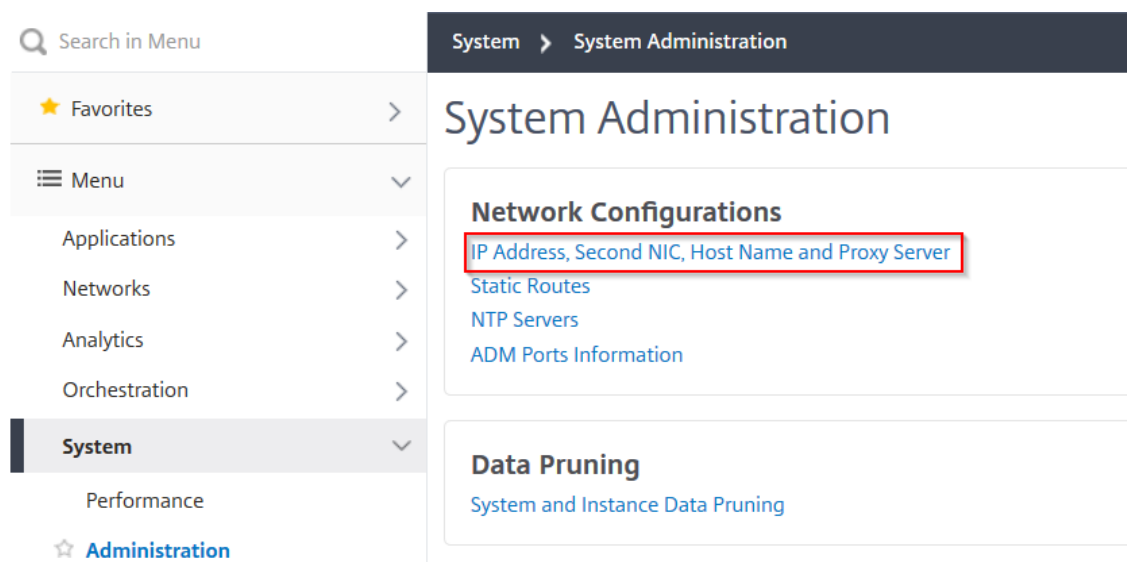 Search in Menu
Favorites
Menu
Applications
Networks
Analytics
Orchestration
System
Performance
Administration
System > System Administration
System Administration
Network Configurations
IP Address, Second NIC, Host Name and Proxy Server
Static Routes
NTP Servers
ADM Ports Information
Data Pruning
System and Instance Data Pruning